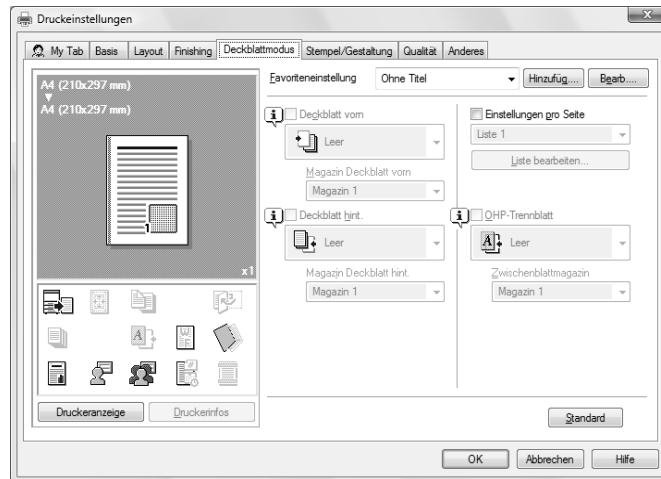 Druckeinstellungen
My Tab Basis Layout Finishing Deckblattmodus Stempel/Gestaltung Qualität Anderes
A4 (210x297 mm)
A4 (210x297 mm)
1
x1
Druckeranzeige Druckerinfos
Favoriteneinstellung Ohne Titel Hinzufüg.... Bearb....
Deckblatt vorn
Leer
Magazin Deckblatt vorn
Magazin 1
Deckblatt hint.
Leer
Magazin Deckblatt hint.
Magazin 1
Einstellungen pro Seite
Liste 1
Liste bearbeiten...
OHP-Trennblatt
A Leer
Zwischenblattmagazin
Magazin 1
Standard
OK Abbrechen Hilfe